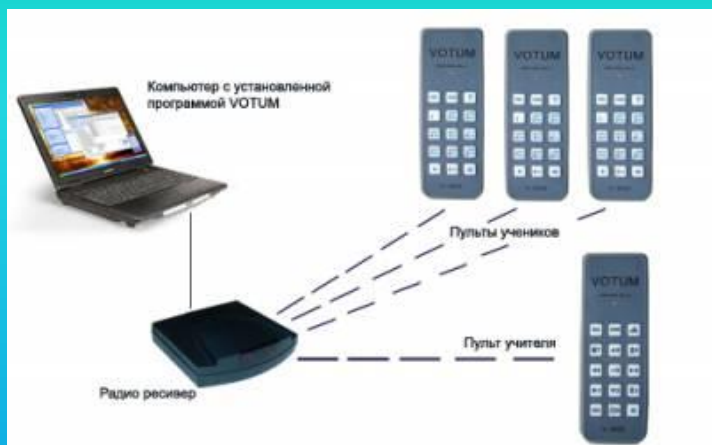 VOTUM
VOTUM
VOTUM
Компьютер с установленной
программой VOTUM
Пульты учеников
VOTUM
Пульт учителя
Радио ресивер